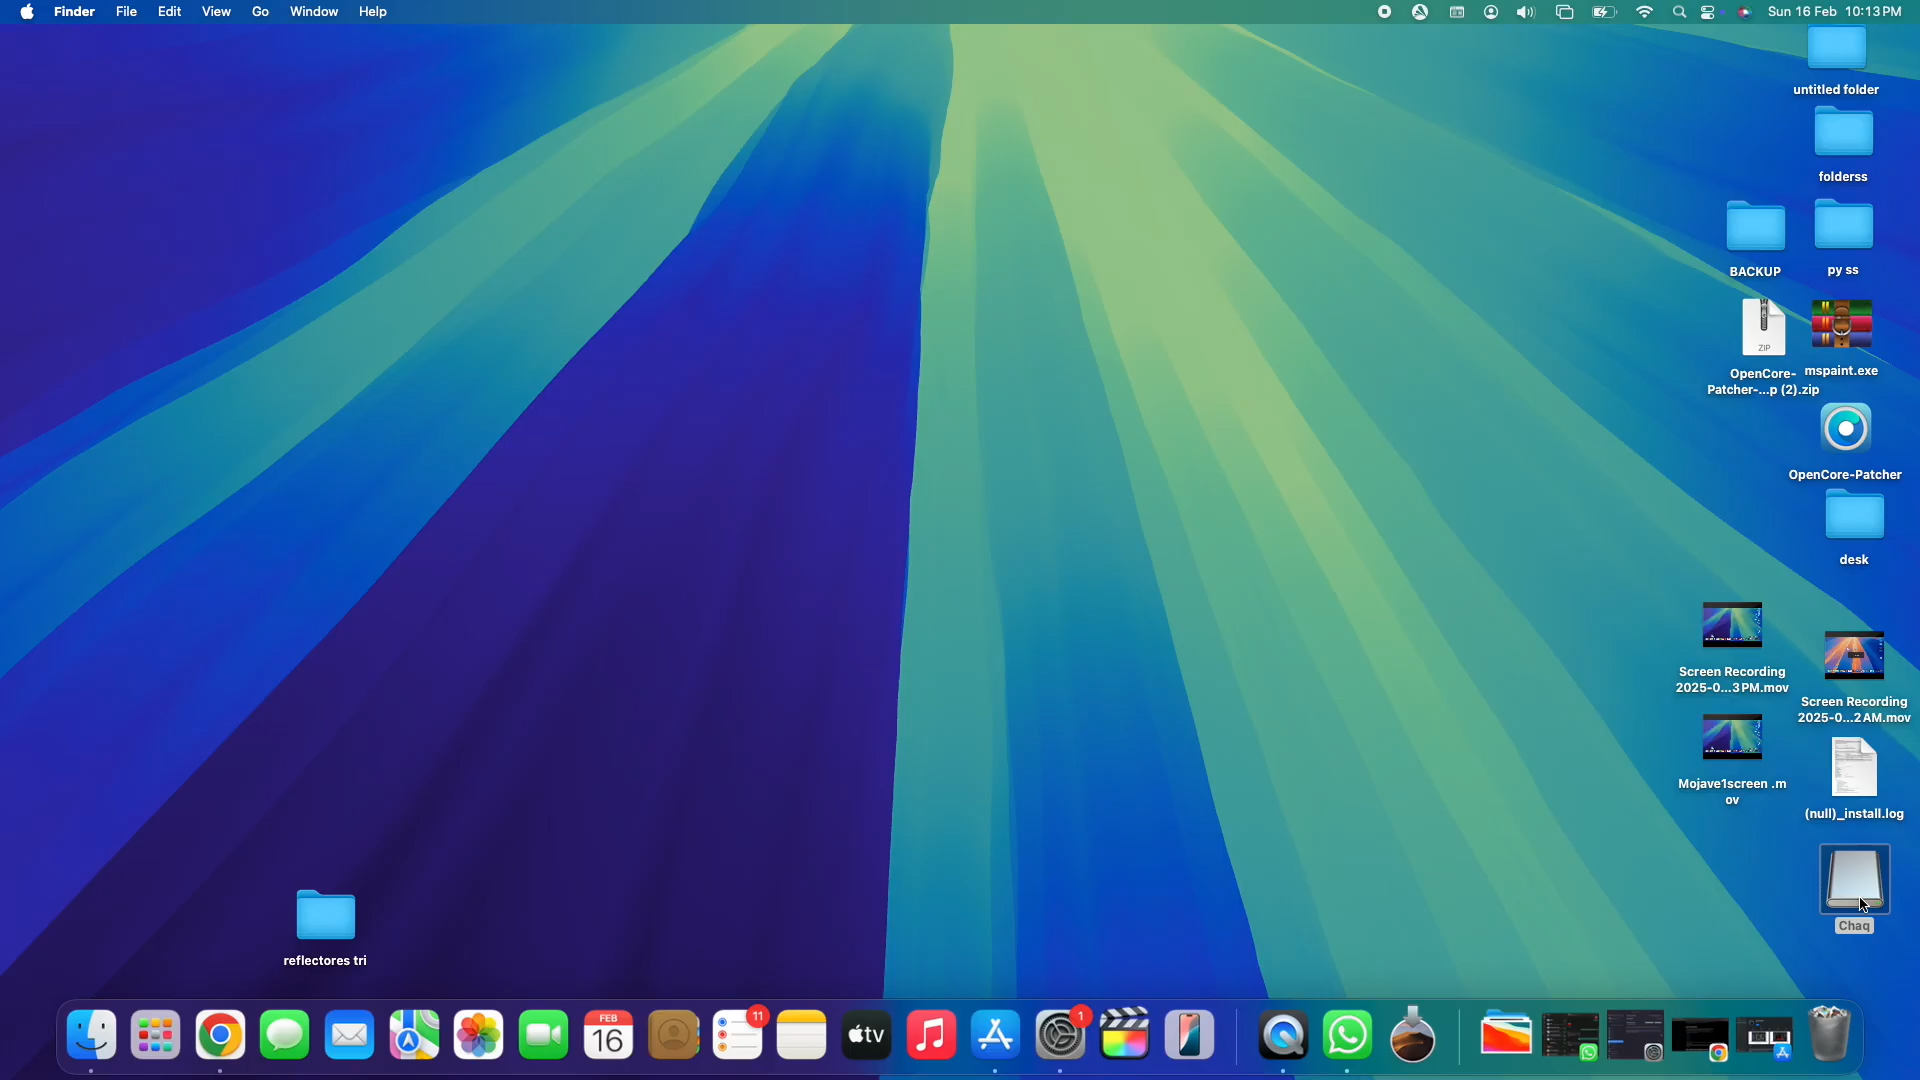 Finder File Edit View Go Window Help
Sun 16 Feb 10:13 PM
untitled folder
folderss
BACKUP
py ss
ZIP
OpenCore-
Patcher-...p (2).zip
mspaint.exe
OpenCore-Patcher
desk
Screen Recording
2025-0...3 PM.mov
Screen Recording
2025-0...2 AM.mov
Mojave1screen .m
ov
(null)_install.log
Chaq
reflectores tri
FEB
16
11
tv
1